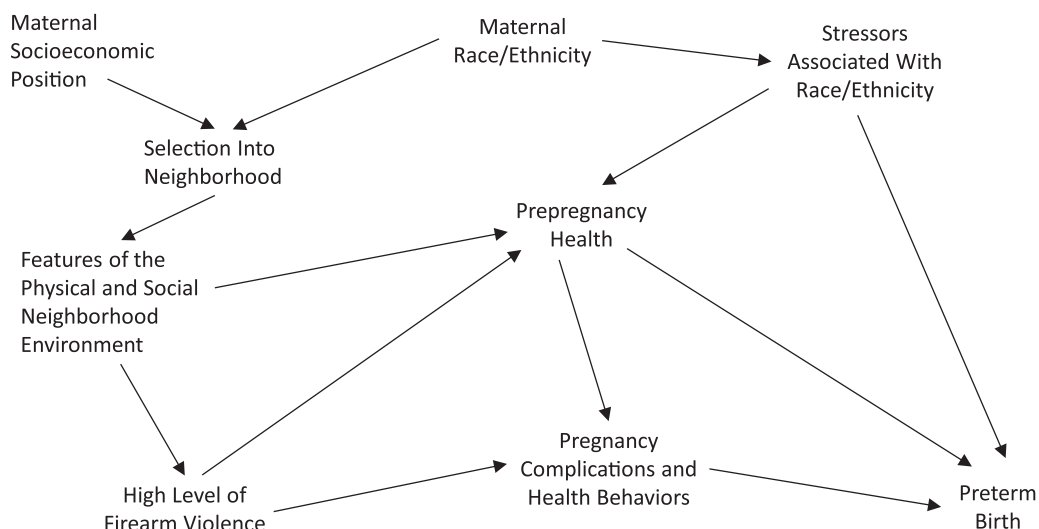 Maternal
Socioeconomic
Position
Maternal
Race/Ethnicity
Stressors
Associated With
Race/Ethnicity
Selection Into
Neighborhood
Prepregnancy
Health
Features of the
Physical and Social
Neighborhood
Environment
Pregnancy
Complications and
Health Behaviors
High Level of
Firearm Violence
Preterm
Birth